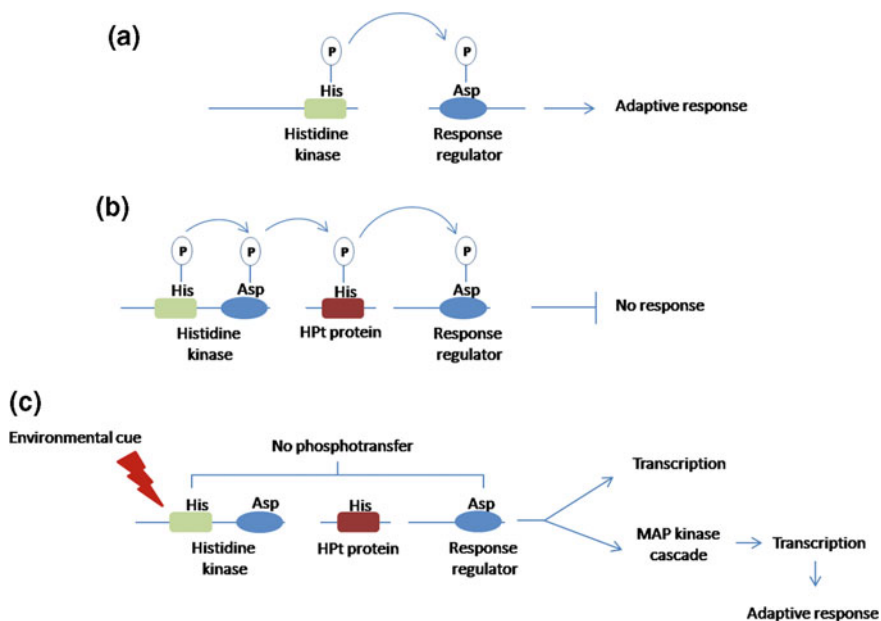 (a)
P
P
His
Asp
Histidine
kinase
Response
regulator
Adaptive response
(b)
P
P
P
P
His
Asp
His
Asp
Histidine
kinase
HPt protein
Response
regulator
No response
(c)
Environmental cue
No phosphotransfer
His
Asp
His
Asp
Histidine
kinase
HPt protein
Response
regulator
Transcription
MAP kinase
cascade
Transcription
Adaptive response